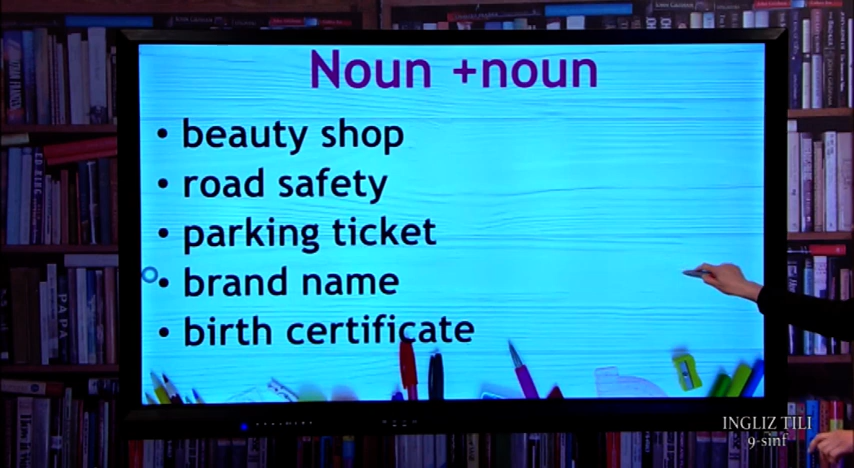 Noun +noun
• beauty shop
• road safety
• parking ticket
• brand name
• birth certificate
INGLIZ TILI
9-sinf